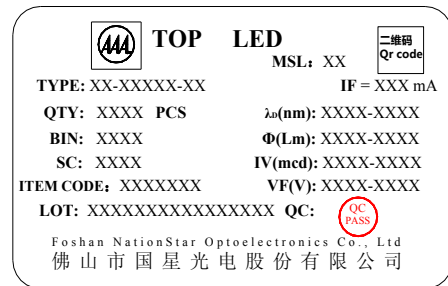 TOP LED
二维码
Qr code
MSL: XX
TYPE: XX-XXXXX-XX IF = XXX mA
QTY: XXXX PCS λD(nm): XXXX-XXXX
BIN: XXXX Φ(Lm): XXXX-XXXX
SC: XXXX IV(mcd): XXXX-XXXX
ITEM CODE: XXXXXXX VF(V): XXXX-XXXX
LOT: XXXXXXXXXXXXXXXX QC: QC
PASS
Foshan NationStar Optoelectronics Co., Ltd
佛山市国星光电股份有限公司